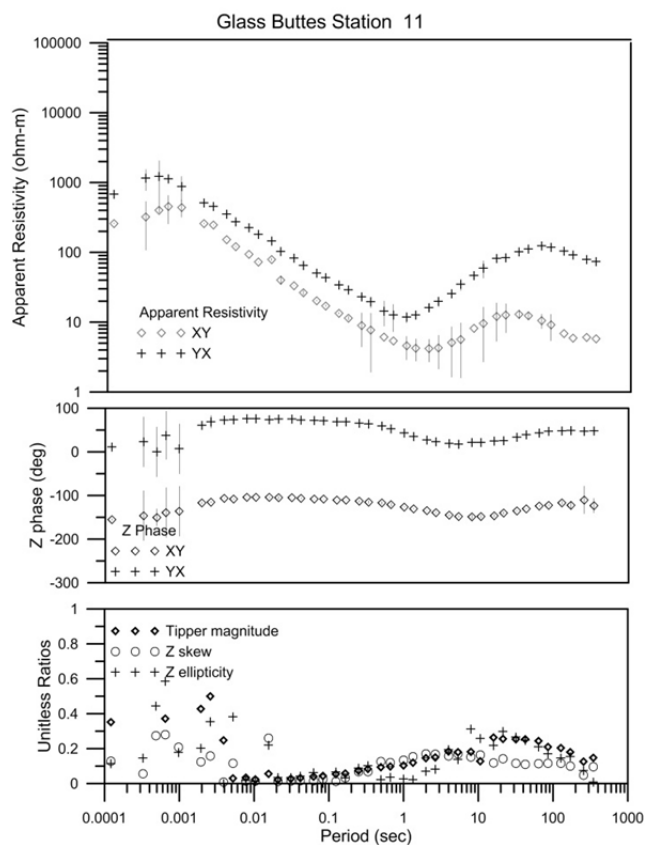 Glass Buttes Station 11
Apparent Resistivity (ohm-m)
100000
10000
1000
100
10
1
Apparent Resistivity
XY
YX
Z phase (deg)
100
0
-100
-200
-300
Z Phase
XY
YX
Unitless Ratios
1
0.8
0.6
0.4
0.2
0
Tipper magnitude
Z skew
Z ellipticity
0.0001 0.001 0.01 0.1 1 10 100 1000
Period (sec)